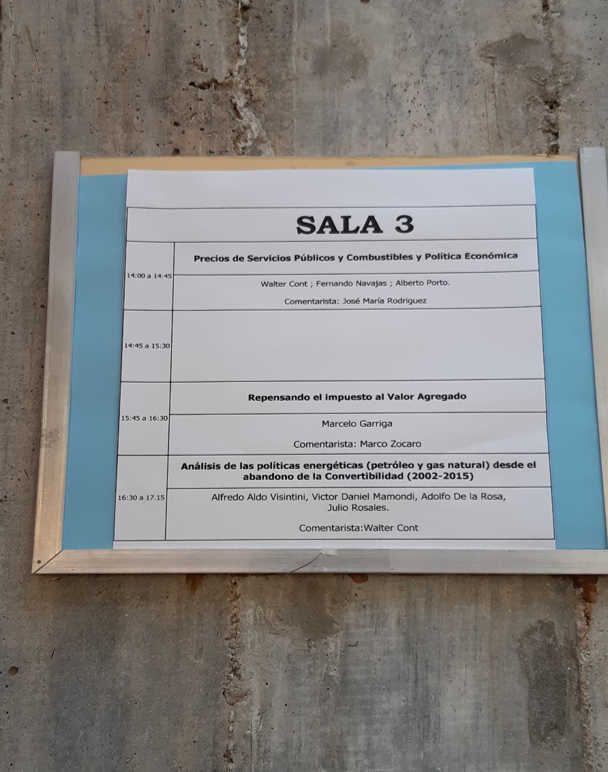 SALA 3
14:00 a 14:45
Precios de Servicios Públicos y Combustibles y Política Económica
Walter Cont ; Fernando Navajas ; Alberto Porto.
Comentarista: José María Rodriguez
14:45 a 15:30
15:45 a 16:30
Repensando el impuesto al Valor Agregado
Marcelo Garriga
Comentarista: Marco Zocaro
16:30 a 17.15
Análisis de las políticas energéticas (petróleo y gas natural) desde el
abandono de la Convertibilidad (2002-2015)
Alfredo Aldo Visintini, Victor Daniel Mamondi, Adolfo De la Rosa,
Julio Rosales.
Comentarista:Walter Cont